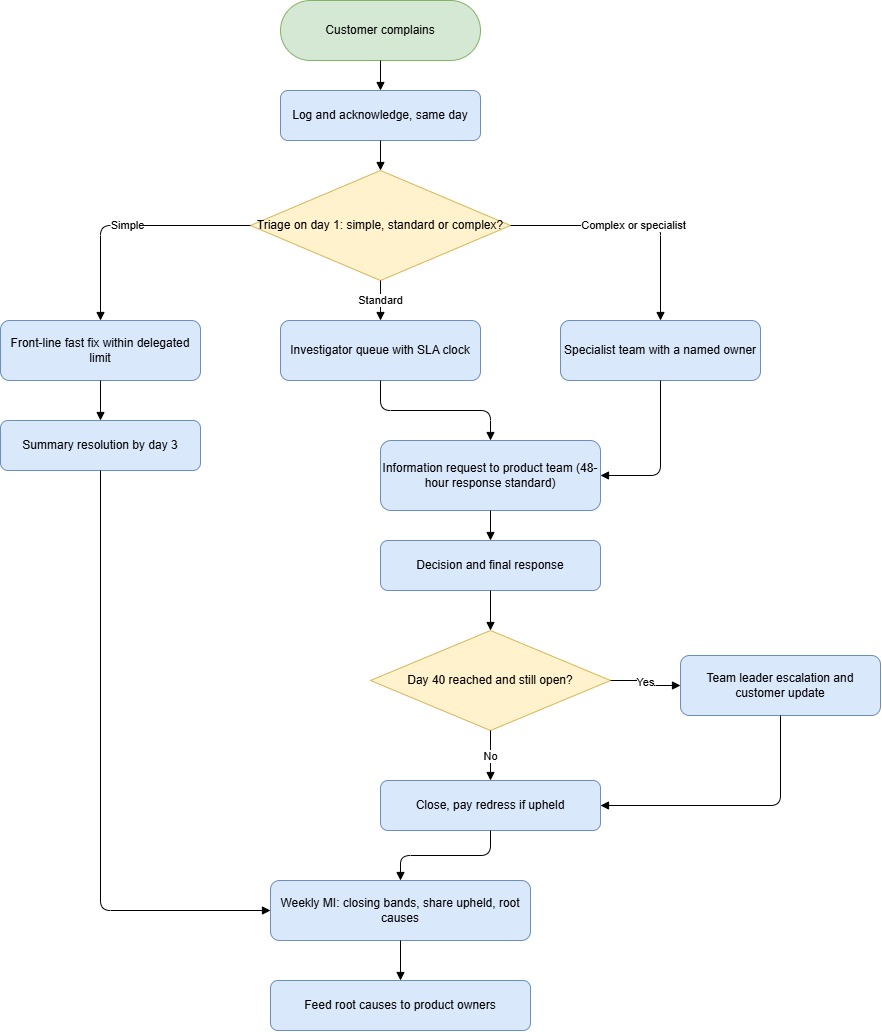 Customer complains
Log and acknowledge, same day
Triage on day 1: simple, standard or complex?
Simple
Complex or specialist
Standard
Front-line fast fix within delegated
limit
Investigator queue with SLA clock
Specialist team with a named owner
Summary resolution by day 3
Information request to product team (48-
hour response standard)
Decision and final response
Day 40 reached and still open?
Yes
Team leader escalation and
customer update
No
Close, pay redress if upheld
Weekly MI: closing bands, share upheld, root
causes
Feed root causes to product owners